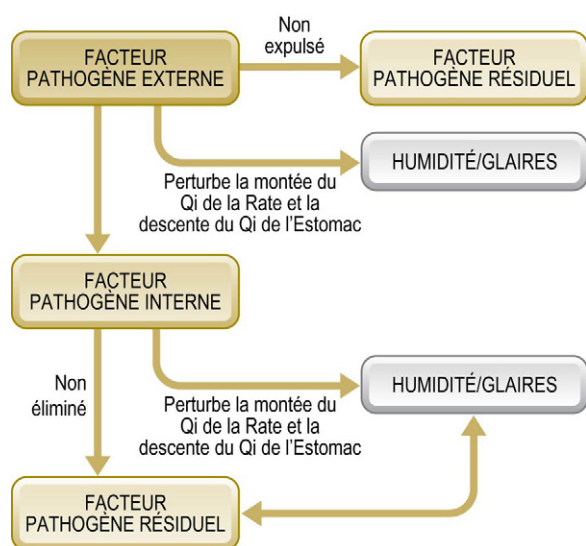 Non
expulsé
FACTEUR
PATHOGÈNE EXTERNE
FACTEUR
PATHOGÈNE RÉSIDUEL
HUMIDITÉ/GLAIRES
Perturbe la montée du
Qi de la Rate et la
descente du Qi de l’Estomac
FACTEUR
PATHOGÈNE INTERNE
Non
éliminé
HUMIDITÉ/GLAIRES
Perturbe la montée du
Qi de la Rate et la
descente du Qi de l’Estomac
FACTEUR
PATHOGÈNE RÉSIDUEL